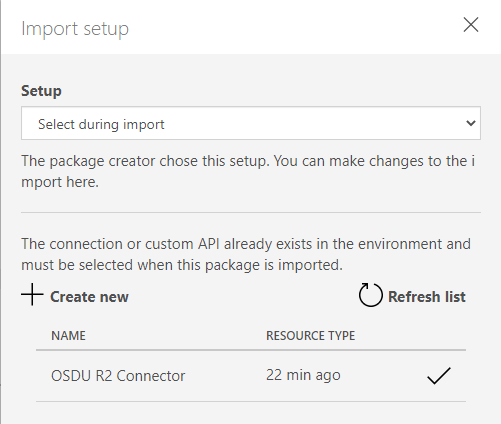 Import setup
Setup
Select during import
The package creator chose this setup. You can make changes to the i
mport here.
The connection or custom API already exists in the environment and
must be selected when this package is imported.
Create new Refresh list
NAME RESOURCE TYPE
OSDU R2 Connector 22 min ago